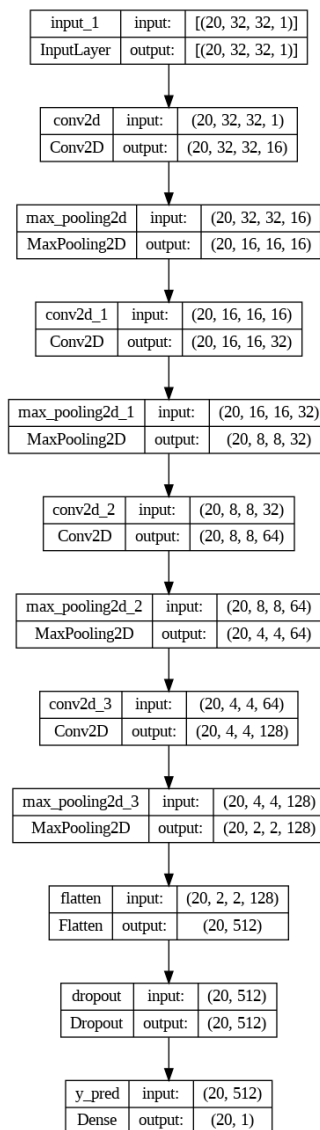 input_1 input: [(20, 32, 32, 1)]
InputLayer output: [(20, 32, 32, 1)]
conv2d input: (20, 32, 32, 1)
Conv2D output: (20, 32, 32, 16)
max_pooling2d input: (20, 32, 32, 16)
MaxPooling2D output: (20, 16, 16, 16)
conv2d_1 input: (20, 16, 16, 16)
Conv2D output: (20, 16, 16, 32)
max_pooling2d_1 input: (20, 16, 16, 32)
MaxPooling2D output: (20, 8, 8, 32)
conv2d_2 input: (20, 8, 8, 32)
Conv2D output: (20, 8, 8, 64)
max_pooling2d_2 input: (20, 8, 8, 64)
MaxPooling2D output: (20, 4, 4, 64)
conv2d_3 input: (20, 4, 4, 64)
Conv2D output: (20, 4, 4, 128)
max_pooling2d_3 input: (20, 4, 4, 128)
MaxPooling2D output: (20, 2, 2, 128)
flatten input: (20, 2, 2, 128)
Flatten output: (20, 512)
dropout input: (20, 512)
Dropout output: (20, 512)
y_pred input: (20, 512)
Dense output: (20, 1)